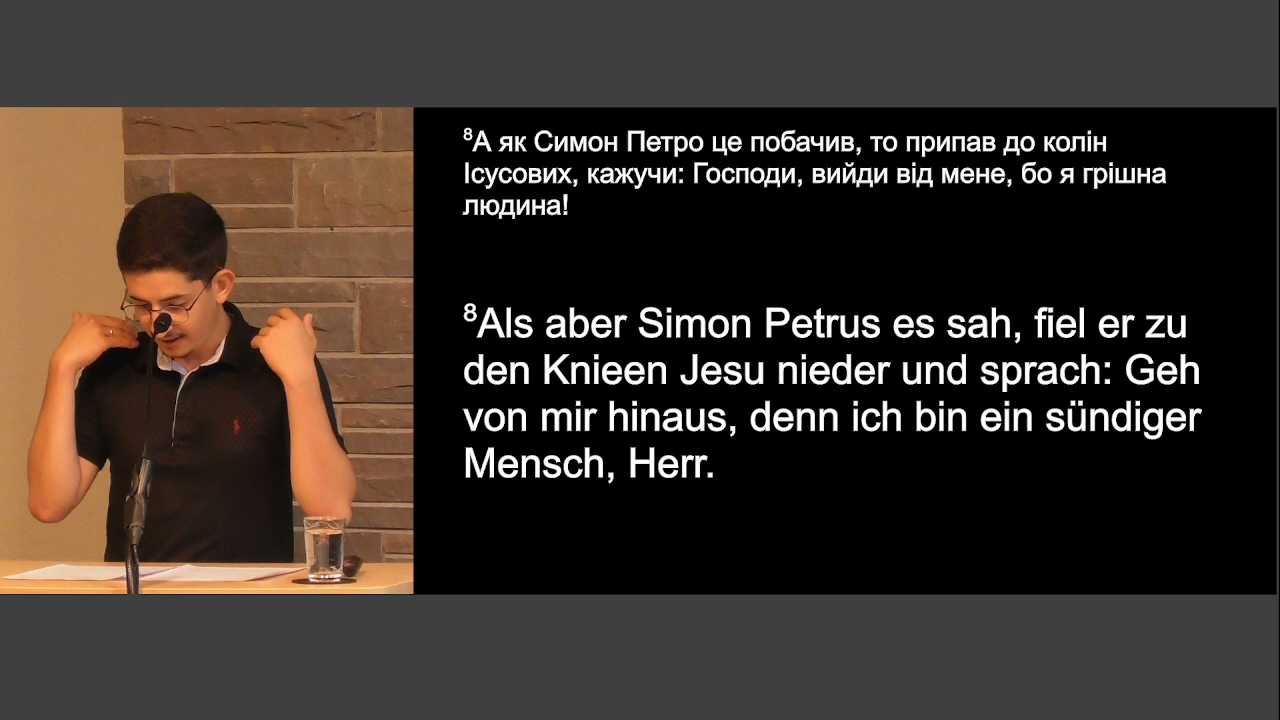 ⁸А як Симон Петро це побачив, то припав до колін
Ісусових, кажучи: Господи, вийди від мене, бо я грішна
людина!
⁸Als aber Simon Petrus es sah, fiel er zu
den Knieen Jesu nieder und sprach: Geh
von mir hinaus, denn ich bin ein sündiger
Mensch, Herr.